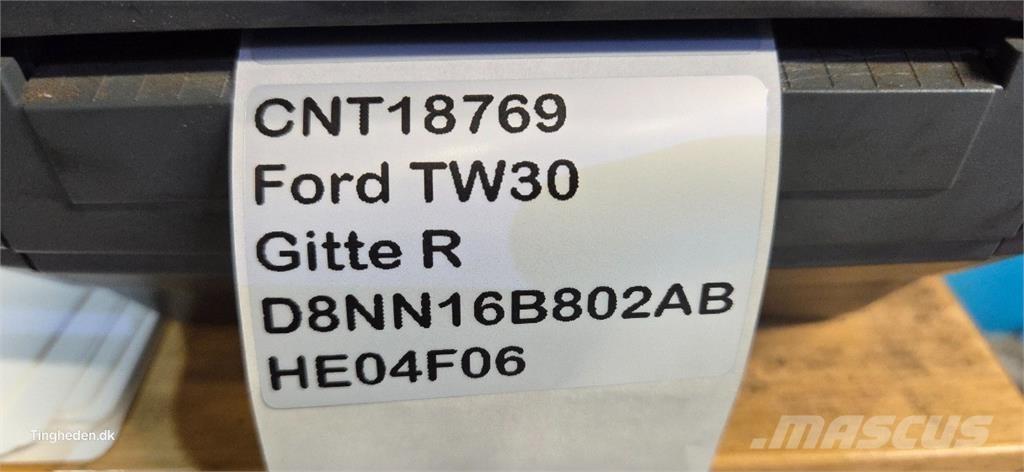 CNT18769
Ford TW30
Gitte R
D8NN16B802AB
HE04F06
Tingheden.dk
MASCUS